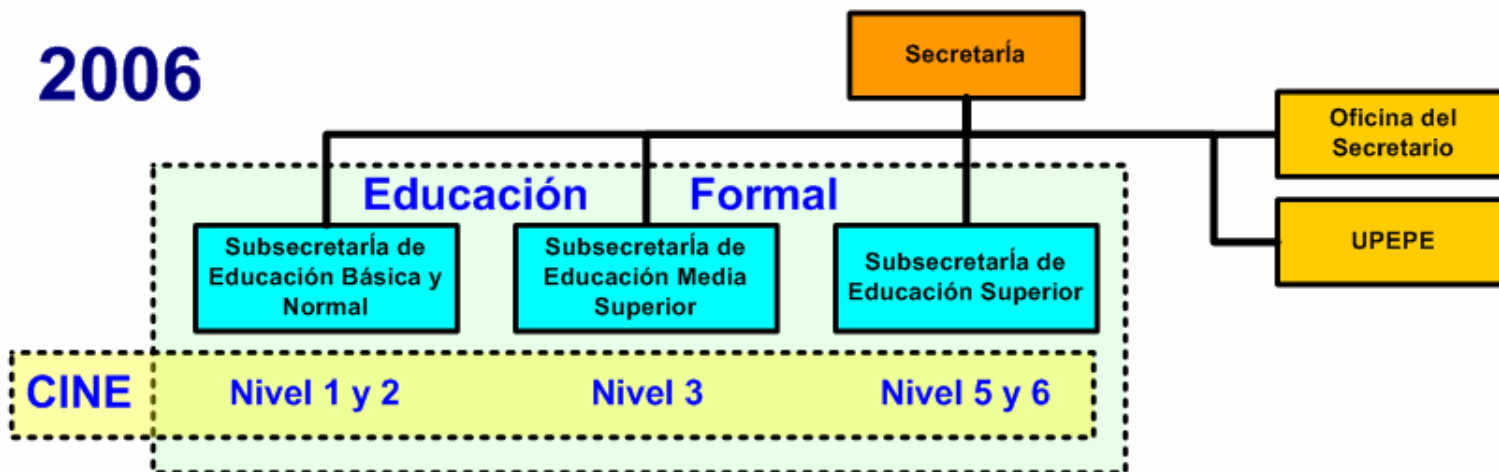 2006
Secretaría
Oficina del
Secretario
UPEPE
Educación Formal
Subsecretaría de
Educación Básica y
Normal
Subsecretaría de
Educación Media
Superior
Subsecretaría de
Educación Superior
CINE
Nivel 1 y 2
Nivel 3
Nivel 5 y 6